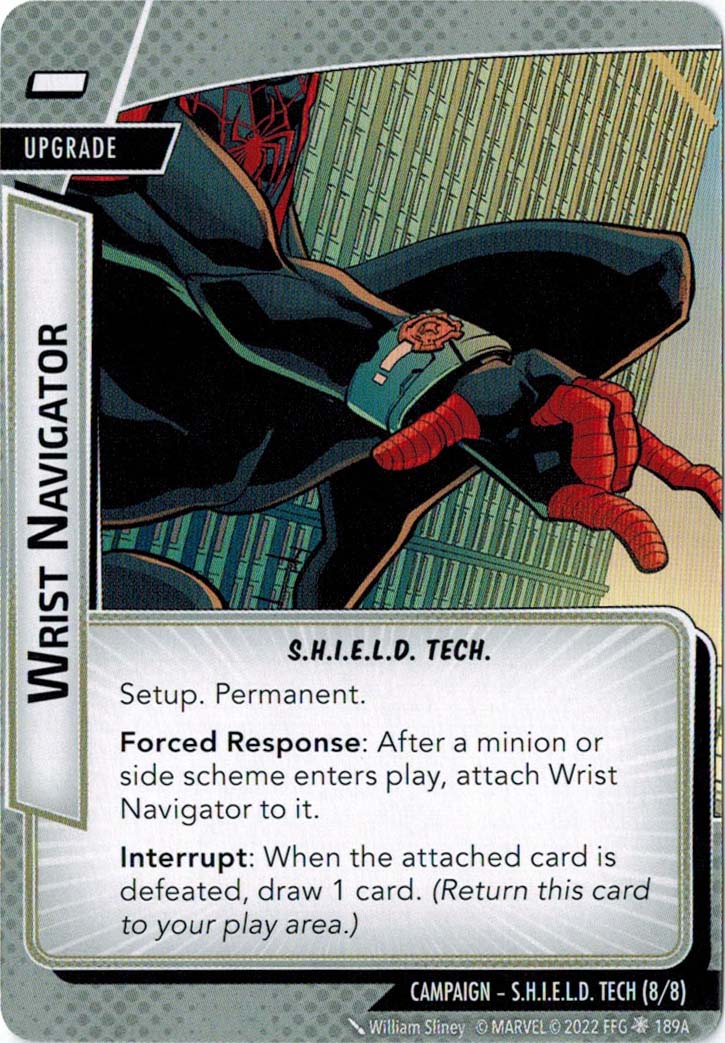 UPGRADE
WRIST NAVIGATOR
S.H.I.E.L.D. TECH.
Setup. Permanent.
Forced Response: After a minion or
side scheme enters play, attach Wrist
Navigator to it.
Interrupt: When the attached card is
defeated, draw 1 card. (Return this card
to your play area.)
CAMPAIGN – S.H.I.E.L.D. TECH (8/8)
William Sliney © MARVEL © 2022 FFG 189A